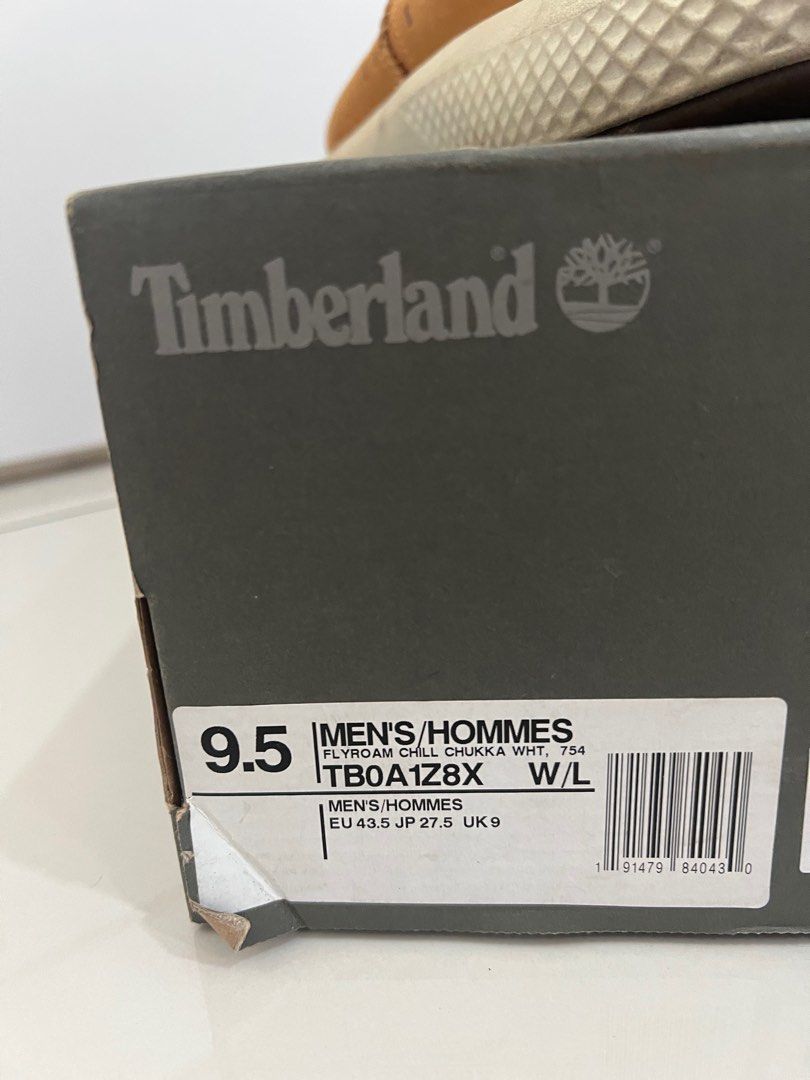 Timberland ® ®
9.5
MEN'S/HOMMES
FLYROAM CHILL CHUKKA WHT, 754
TB0A1Z8X W/L
MEN'S/HOMMES
EU 43.5 JP 27.5 UK 9
1 91479 84043 0